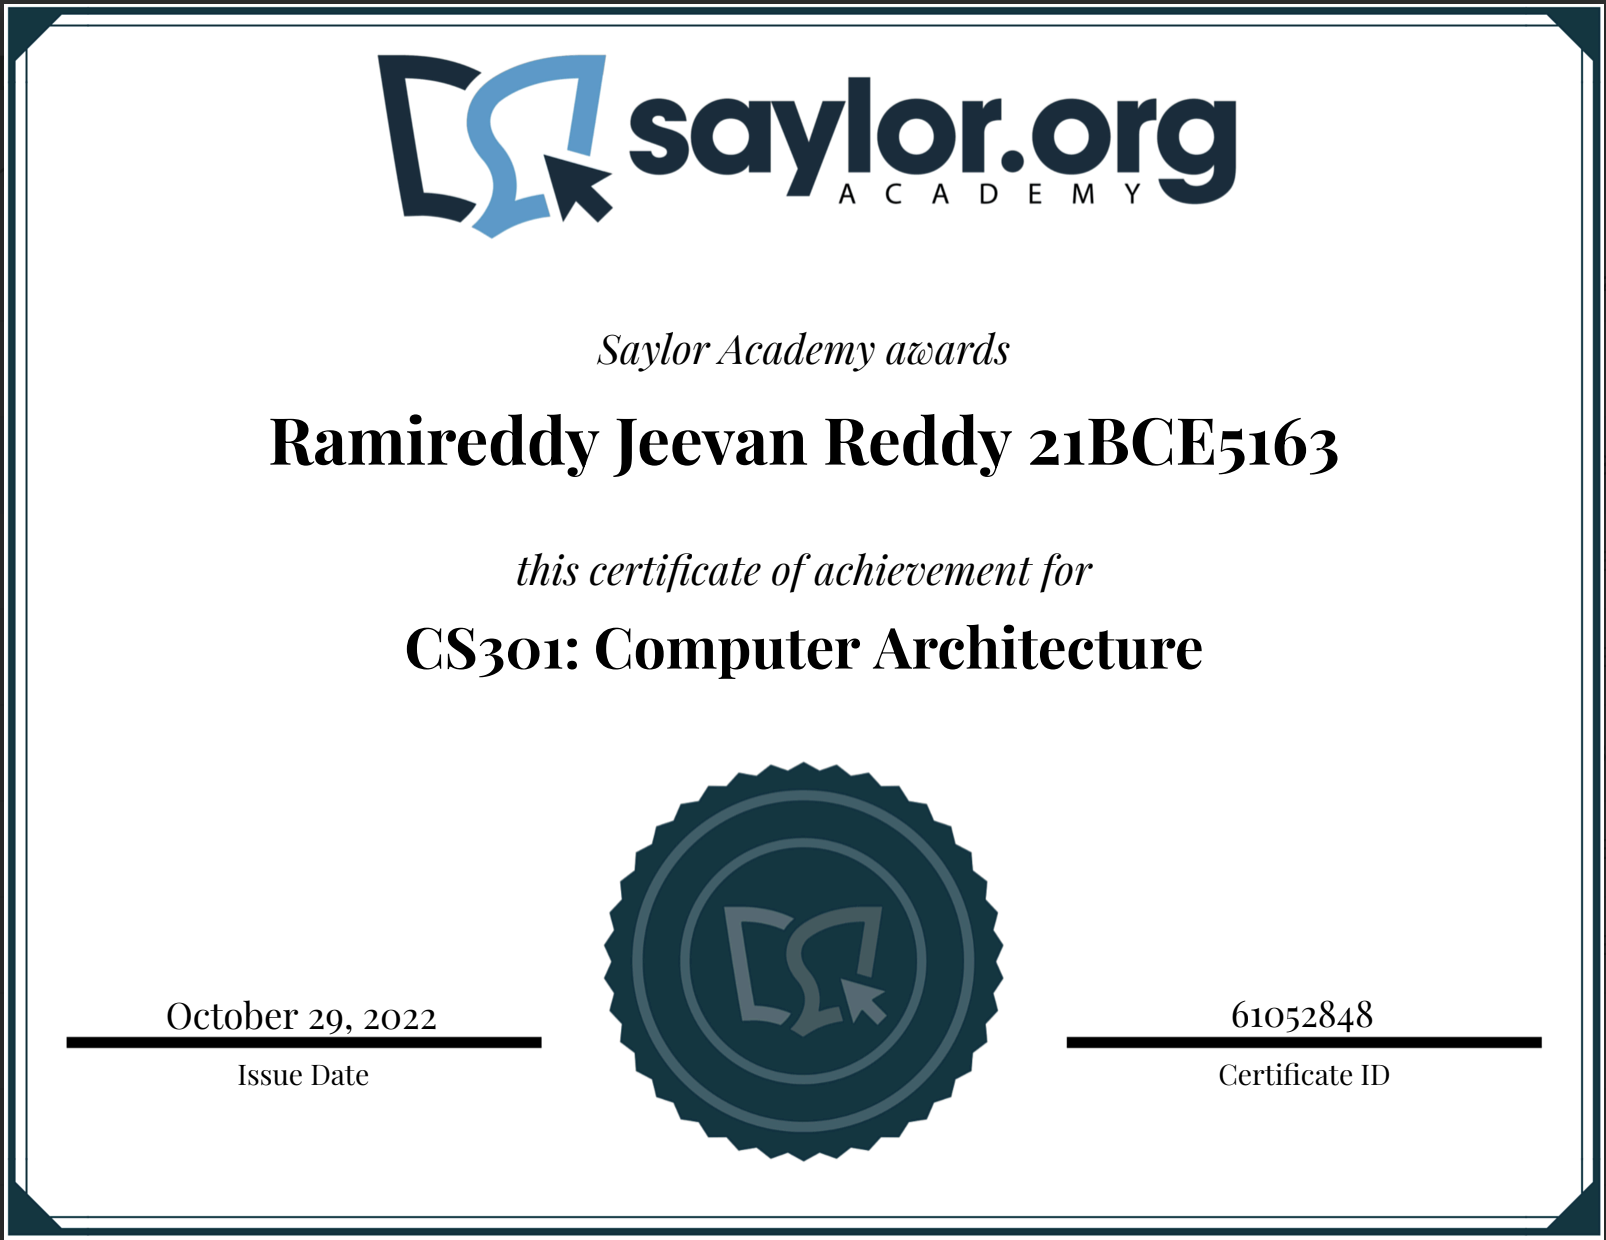 saylor.org
ACADEMY
Saylor Academy awards
Ramireddy Jeevan Reddy 21BCE5163
this certificate of achievement for
CS301: Computer Architecture
October 29, 2022
Issue Date
61052848
Certificate ID